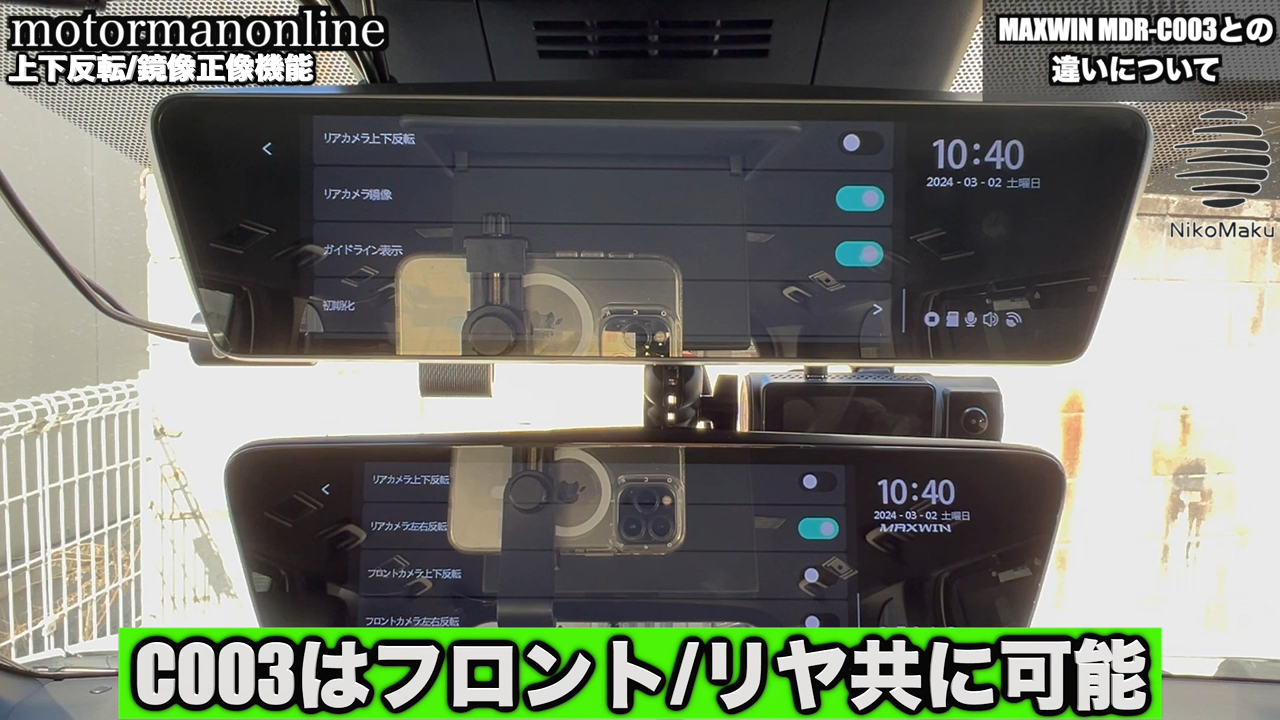 motormanonline
上下反転/鏡像正像機能
MAXWIN MDR-C003との
違いについて
NikoMaku
リアカメラ上下反転
リアカメラ鏡像
ガイドライン表示
初期化
10:40
2024-03-02 土曜日
リアカメラ上下反転
リアカメラ左右反転
フロントカメラ上下反転
フロントカメラ左右反転
10:40
2024-03-02 土曜日
MAXWIN
C003はフロント/リヤ共に可能